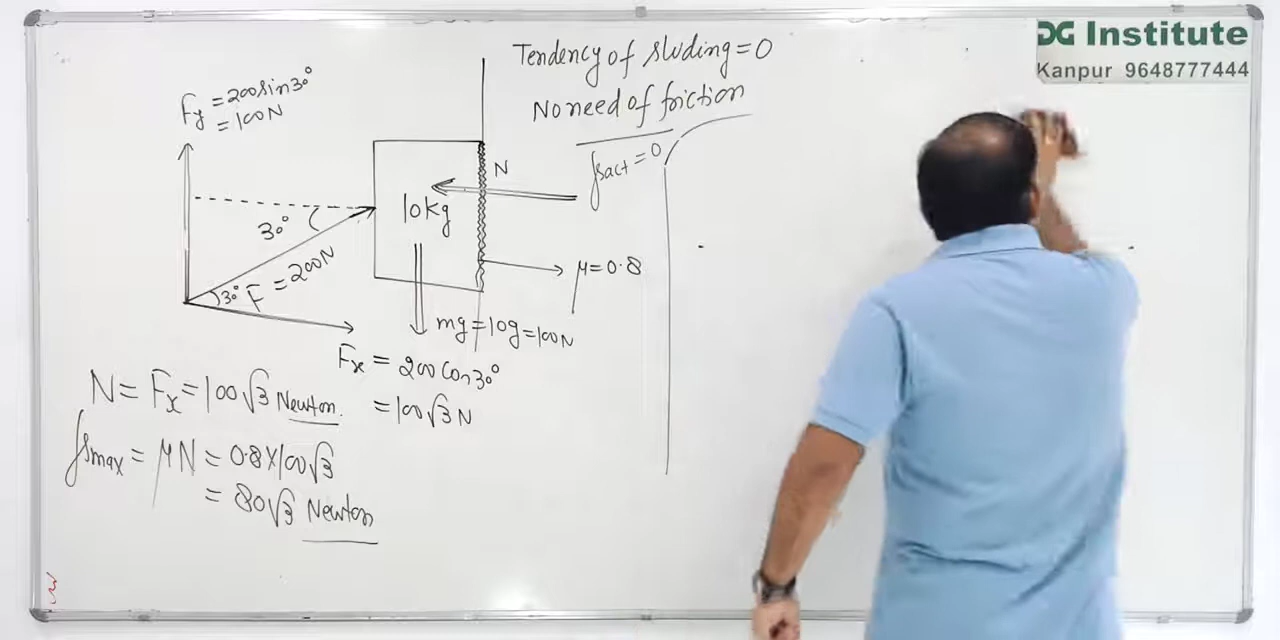 DG Institute
Kanpur 9648777444
Tendency of sliding = 0
No need of friction
fsact = 0
Fy = 200 sin 30°
= 100N
N
10kg
30°
30°
F = 200N
μ = 0.8
mg = 10g = 100N
Fx = 200 cos 30°
= 100√3 N
N = Fx = 100√3 Newton.
fsmax = μN = 0.8×100√3
= 80√3 Newton